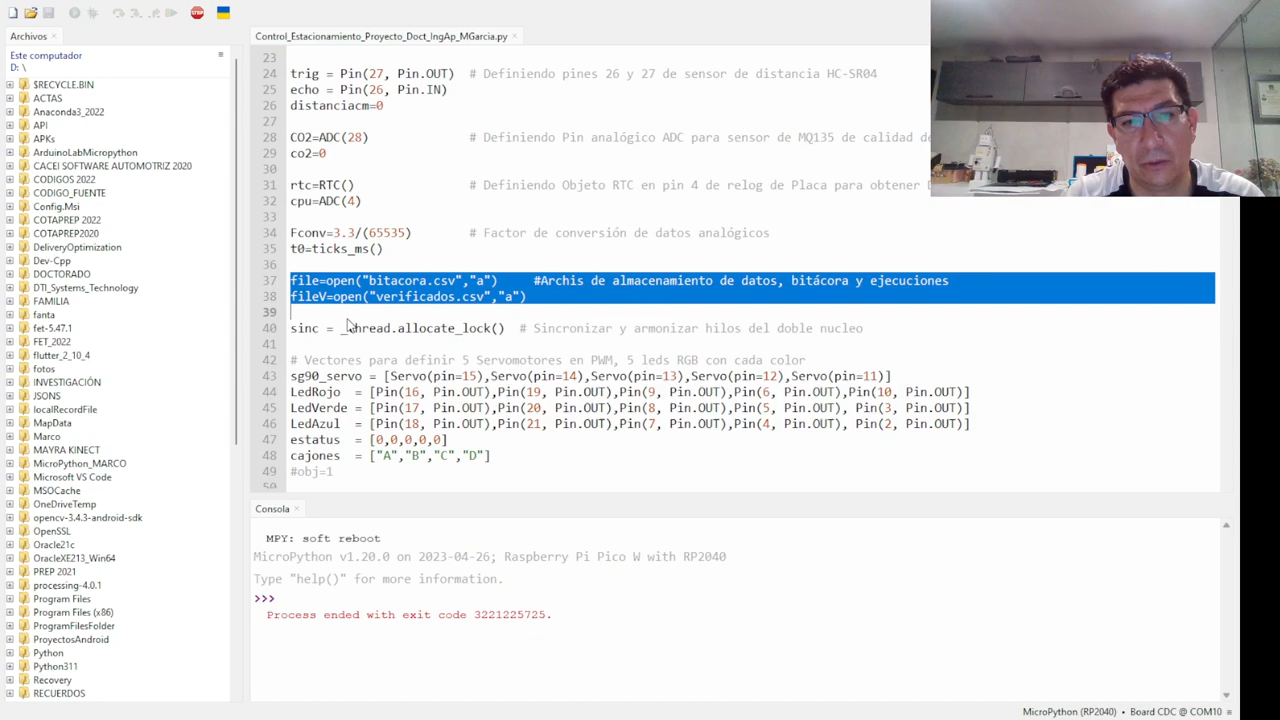 STOP
Archivos ×
Control_Estacionamiento_Proyecto_Doct_IngAp_MGarcia.py ×
Este computador
D: \
$RECYCLE.BIN
ACTAS
Anaconda3_2022
API
APKs
ArduinoLabMicropython
CACEI SOFTWARE AUTOMOTRIZ 2020
CODIGOS 2022
CODIGO_FUENTE
Config.Msi
COTAPREP 2022
COTAPREP2020
DeliveryOptimization
Dev-Cpp
DOCTORADO
DTI_Systems_Technology
FAMILIA
fanta
fet-5.47.1
FET_2022
flutter_2_10_4
fotos
INVESTIGACIÓN
JSONS
localRecordFile
MapData
Marco
MAYRA KINECT
MicroPython_MARCO
Microsoft VS Code
MSOCache
OneDriveTemp
opencv-3.4.3-android-sdk
OpenSSL
Oracle21c
OracleXE213_Win64
PREP 2021
processing-4.0.1
Program Files
Program Files (x86)
ProgramFilesFolder
ProyectosAndroid
Python
Python311
RECOVERY
RECUERDOS
23
24 trig = Pin(27, Pin.OUT) # Definiendo pines 26 y 27 de sensor de distancia HC-SR04
25 echo = Pin(26, Pin.IN)
26 distanciacm=0
27
28 CO2=ADC(28) # Definiendo Pin analógico ADC para sensor de MQ135 de calidad de
29 co2=0
30
31 rtc=RTC() # Definiendo Objeto RTC en pin 4 de relog de Placa para obtener
32 cpu=ADC(4)
33
34 Fconv=3.3/(65535) # Factor de conversión de datos analógicos
35 t0=ticks_ms()
36
37 file=open("bitacora.csv","a") #Archis de almacenamiento de datos, bitácora y ejecuciones
38 fileV=open("verificados.csv","a")
39
40 sinc = _thread.allocate_lock() # Sincronizar y armonizar hilos del doble nucleo
41
42 # Vectores para definir 5 Servomotores en PWM, 5 leds RGB con cada color
43 sg90_servo = [Servo(pin=15),Servo(pin=14),Servo(pin=13),Servo(pin=12),Servo(pin=11)]
44 LedRojo = [Pin(16, Pin.OUT),Pin(19, Pin.OUT),Pin(9, Pin.OUT),Pin(6, Pin.OUT),Pin(10, Pin.OUT)]
45 LedVerde = [Pin(17, Pin.OUT),Pin(20, Pin.OUT),Pin(8, Pin.OUT),Pin(5, Pin.OUT),Pin(3, Pin.OUT)]
46 LedAzul = [Pin(18, Pin.OUT),Pin(21, Pin.OUT),Pin(7, Pin.OUT),Pin(4, Pin.OUT),Pin(2, Pin.OUT)]
47 estatus = [0,0,0,0,0]
48 cajones = ["A","B","C","D"]
49 #obj=1
50
Consola ×
MPY: soft reboot
MicroPython v1.20.0 on 2023-04-26; Raspberry Pi Pico W with RP2040
Type "help()" for more information.
>>>
Process ended with exit code 3221225725.
MicroPython (RP2040) • Board CDC @ COM10 ≡